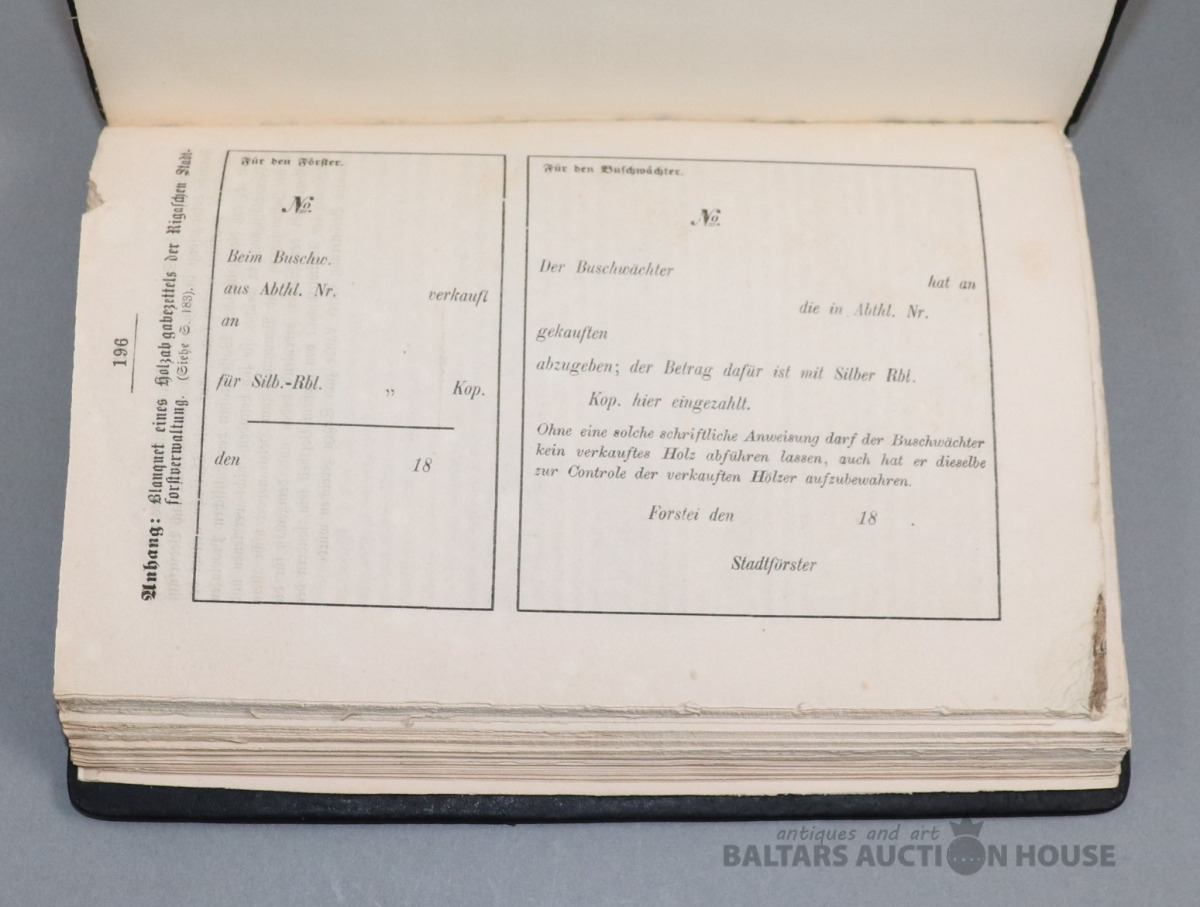 196
Anhang: Blanquet eines Holzabgabezettels der Rigaschen Stadt-
forstverwaltung. (Siehe S. 183).
Für den Förster.
No
Beim Buschw.
aus Abthl. Nr. verkauft
an
für Silb.-Rbl. „ Kop.
den 18
Für den Buschwächter.
No
Der Buschwächter hat an
die in Abthl. Nr.
gekauften
abzugeben; der Betrag dafür ist mit Silber Rbl.
Kop. hier eingezahlt.
Ohne eine solche schriftliche Anweisung darf der Buschwächter
kein verkauftes Holz abführen lassen, auch hat er dieselbe
zur Controle der verkauften Hölzer aufzubewahren.
Forstei den 18 .
Stadtförster
antiques and art
BALTARS AUCTION HOUSE